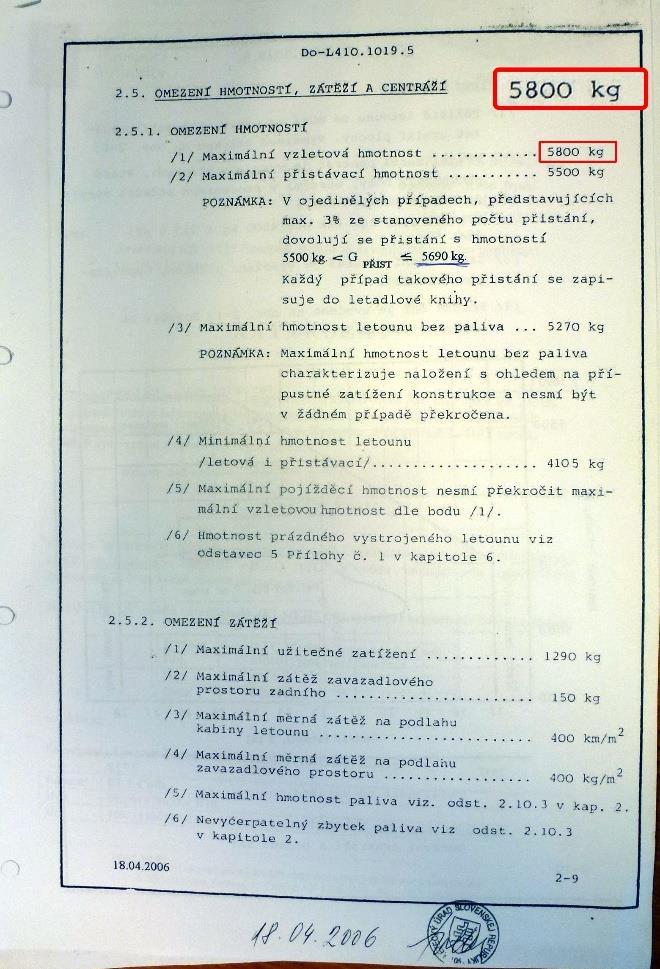 Do-L410.1019.5
2.5. OMEZENÍ HMOTNOSTÍ, ZÁTĚŽÍ A CENTRÁŽÍ
5800 kg
2.5.1. OMEZENÍ HMOTNOSTÍ
/1/ Maximální vzletová hmotnost ............. 5800 kg
/2/ Maximální přistávací hmotnost ........... 5500 kg
POZNÁMKA: V ojedinělých případech, představujících
max. 3% ze stanoveného počtu přistání,
dovolují se přistání s hmotností
5500 kg. < G PŘIST ≤ 5690 kg.
Každý případ takového přistání se zapi-
suje do letadlové knihy.
/3/ Maximální hmotnost letounu bez paliva ... 5270 kg
POZNÁMKA: Maximální hmotnost letounu bez paliva
charakterizuje naložení s ohledem na pří-
pustné zatížení konstrukce a nesmí být
v žádném případě překročena.
/4/ Minimální hmotnost letounu
/letová i přistávací/.................... 4105 kg
/5/ Maximální pojížděcí hmotnost nesmí překročit maxi-
mální vzletovou hmotnost dle bodu /1/.
/6/ Hmotnost prázdného vystrojeného letounu viz
odstavec 5 Přílohy č. 1 v kapitole 6.
2.5.2. OMEZENÍ ZÁTĚŽÍ
/1/ Maximální užitečné zatížení ............. 1290 kg
/2/ Maximální zátěž zavazadlového
prostoru zadního ........................ 150 kg
/3/ Maximální měrná zátěž na podlahu
kabiny letounu .......................... 400 km/m²
/4/ Maximální měrná zátěž na podlahu
zavazadlového prostoru .................. 400 kg/m²
/5/ Maximální hmotnost paliva viz. odst. 2.10.3 v kap. 2.
/6/ Nevyčerpatelný zbytek paliva viz odst. 2.10.3
v kapitole 2.
18.04.2006
2-9
18.04.2006
LETECKÝ ÚRAD SLOVENSKEJ REPUBLIKY